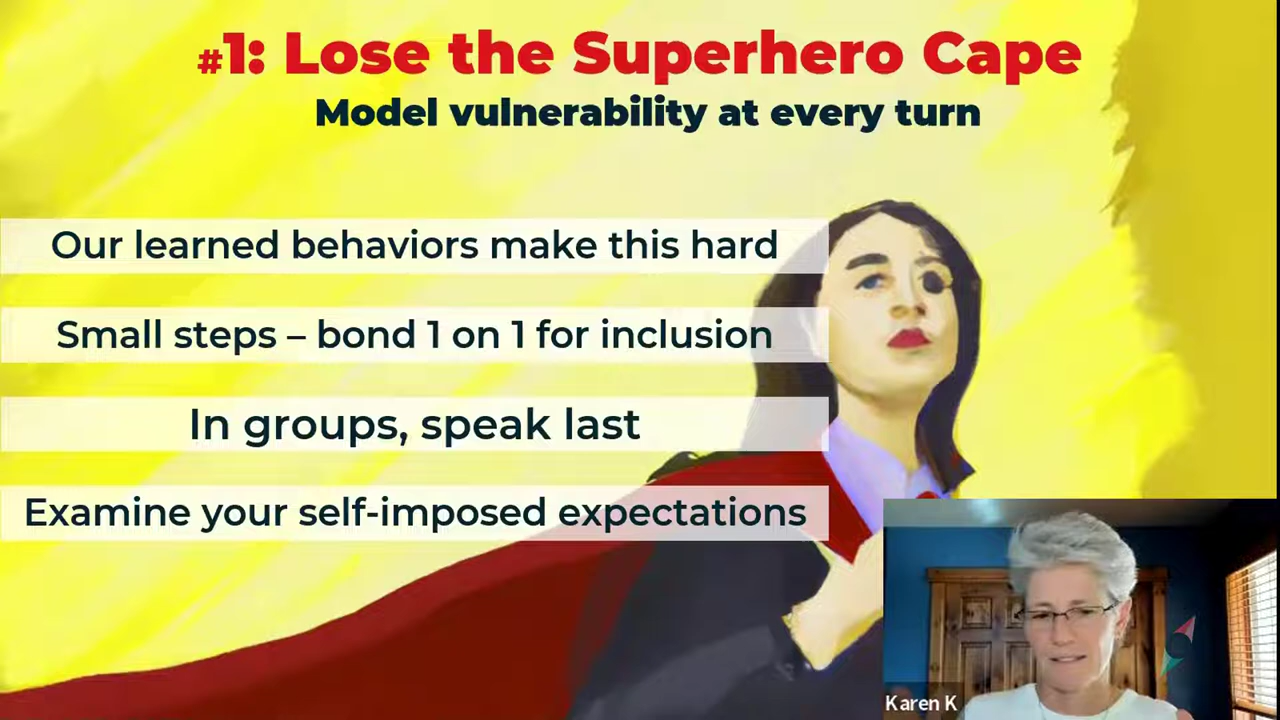 #1: Lose the Superhero Cape
Model vulnerability at every turn
Our learned behaviors make this hard
Small steps – bond 1 on 1 for inclusion
In groups, speak last
Examine your self-imposed expectations
Karen K